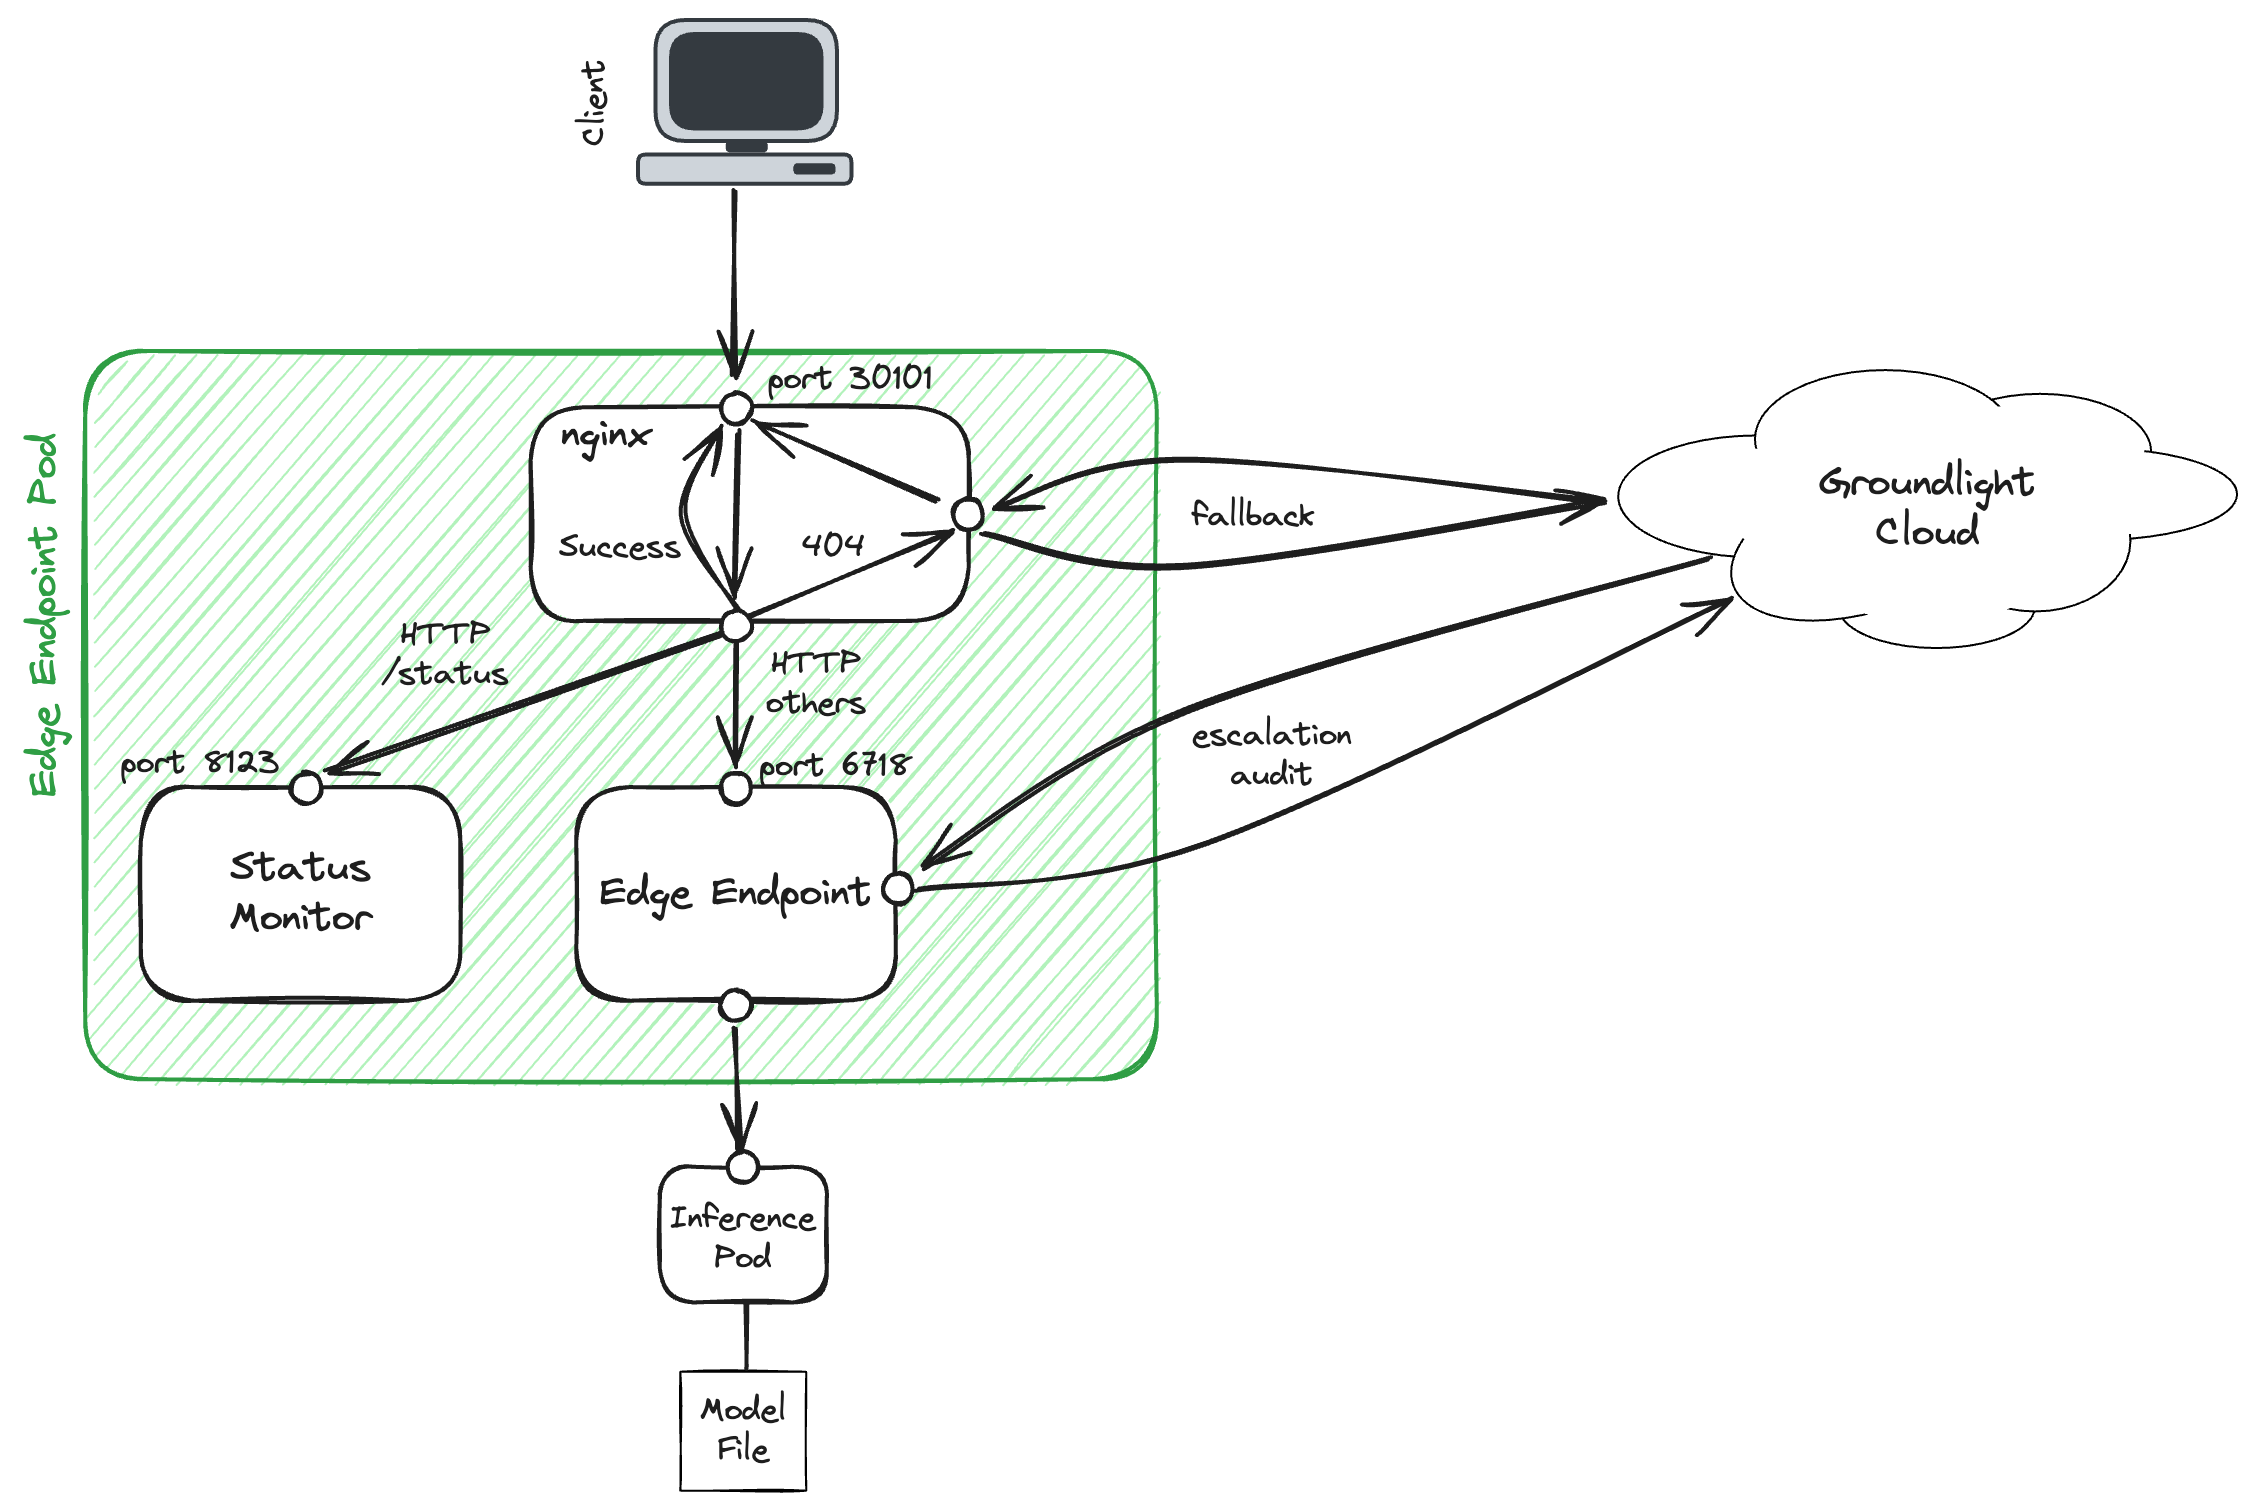 Client
Edge Endpoint Pod
port 30101
nginx
Success
404
fallback
Groundlight
Cloud
HTTP
/status
HTTP
others
escalation
audit
port 8123
port 6718
Status
Monitor
Edge Endpoint
Inference
Pod
Model
File